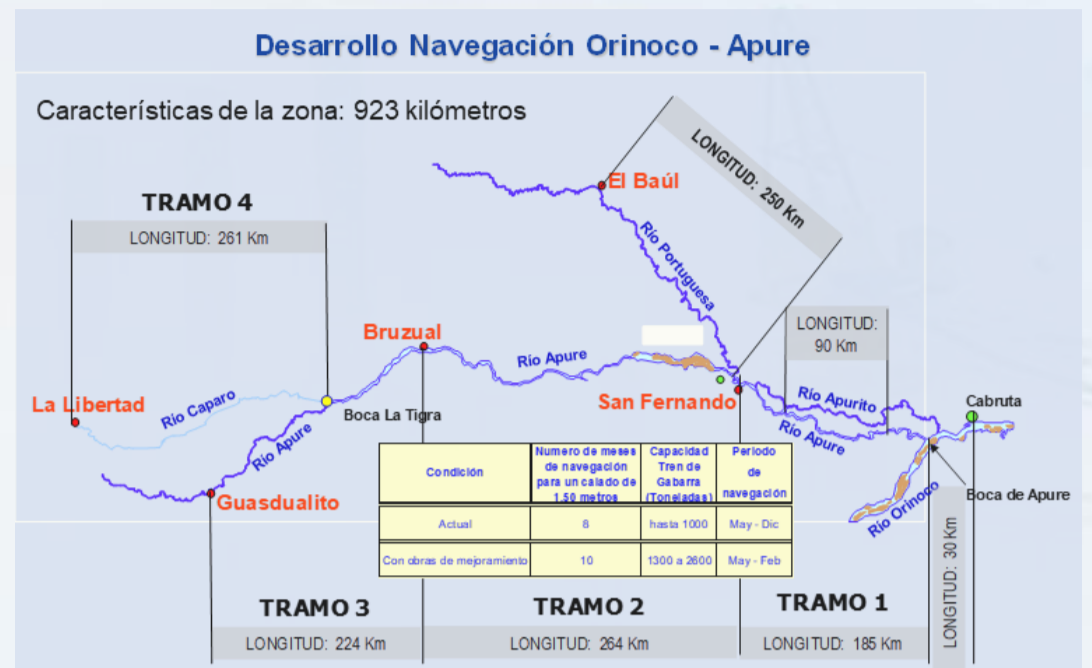 Desarrollo Navegación Orinoco - Apure
Características de la zona: 923 kilómetros
TRAMO 4
LONGITUD: 261 Km
El Baúl
LONGITUD: 250 Km
Río Portuguesa
Bruzual
Río Apure
LONGITUD:
90 Km
La Libertad
Río Caparo
Boca La Tigra
San Fernando
Río Apurito
Río Apure
Cabruta
Río Apure
Guasdualito
Boca de Apure
Río Orinoco
LONGITUD: 30 Km
Condición
Numero de meses
de navegación
para un calado de
1.50 metros
Capacidad
Tren de
Gabarra
(Toneladas)
Periodo
de
navegación
Actual
8
hasta 1000
May - Dic
Con obras de mejoramiento
10
1300 a 2600
May - Feb
TRAMO 3
LONGITUD: 224 Km
TRAMO 2
LONGITUD: 264 Km
TRAMO 1
LONGITUD: 185 Km